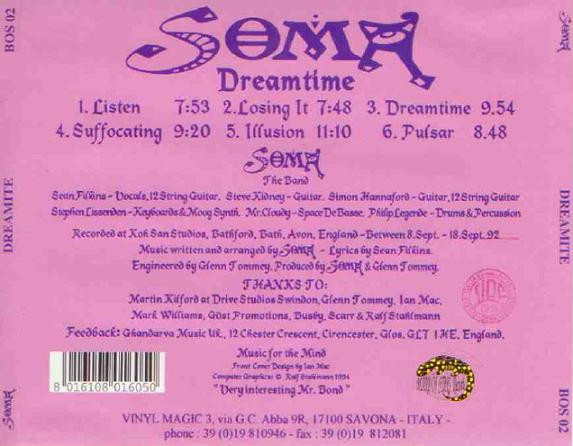 BOS 02
DREAMTIME
SOMA
SOMA
DREAMTIME
BOS 02
SOMA
Dreamtime
1. Listen 7:53 2.Losing It 7:48 3. Dreamtime 9.54
4. Suffocating 9:20 5. Illusion 11:10 6. Pulsar 8.48
SOMA
The Band
Sean Filkins - Vocals, 12 String Guitar. Steve Kidney - Guitar. Simon Hannaford - Guitar, 12 String Guitar
Stephen Lissenden - Keyboards & Moog Synth. Mr.Cloudy - Space De Basse. Philip Legende - Drums & Percussion
Recorded at Koh San Studios, Bathford, Bath, Avon, England - Between 8.Sept. - 18.Sept. 92
Music written and arranged by SOMA - Lyrics by Sean Filkins.
Engineered by Glenn Tommey, Produced by SOMA & Glenn Tommey.
THANKS TO:
Martin Kilford at Drive Studios Swindon, Glenn Tommey, Ian Mac,
Mark Williams, Güst Promotions, Busby, Scarr & Ralf Stahlmann
Feedback: Ghandarva Music Uk., 12 Chester Crescent, Cirencester, Glos. GLT 1HE, England.
Music for the Mind
Front Cover Design by Ian Mac
Computer Graphics: © Ralf Stahlmann 1994
"Very interesting Mr. Bond"
8 016108 016050
VINYL MAGIC 3, via G.C. Abba 9R, 17100 SAVONA - ITALY -
phone : 39 (0)19 810946 - fax : 39 (0)19 812081